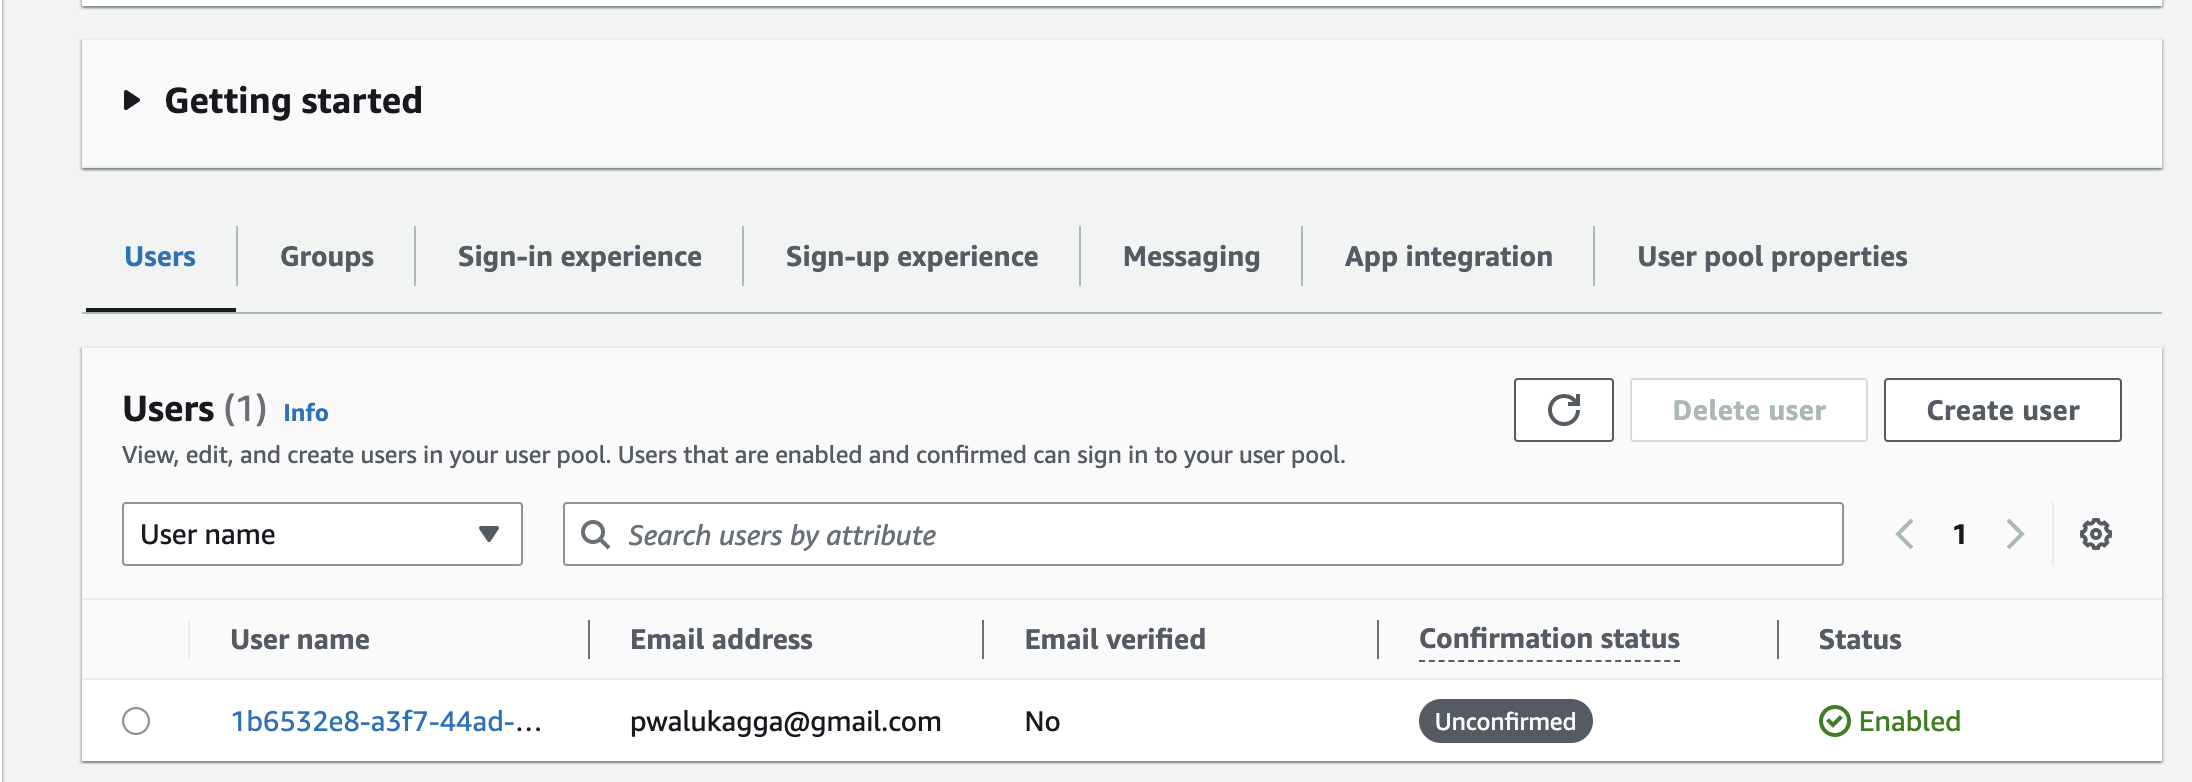 Getting started
Users Groups Sign-in experience Sign-up experience Messaging App integration User pool properties
Users (1) Info
Delete user Create user
View, edit, and create users in your user pool. Users that are enabled and confirmed can sign in to your user pool.
User name Search users by attribute 1
User name Email address Email verified Confirmation status Status
1b6532e8-a3f7-44ad-... pwalukagga@gmail.com No Unconfirmed Enabled